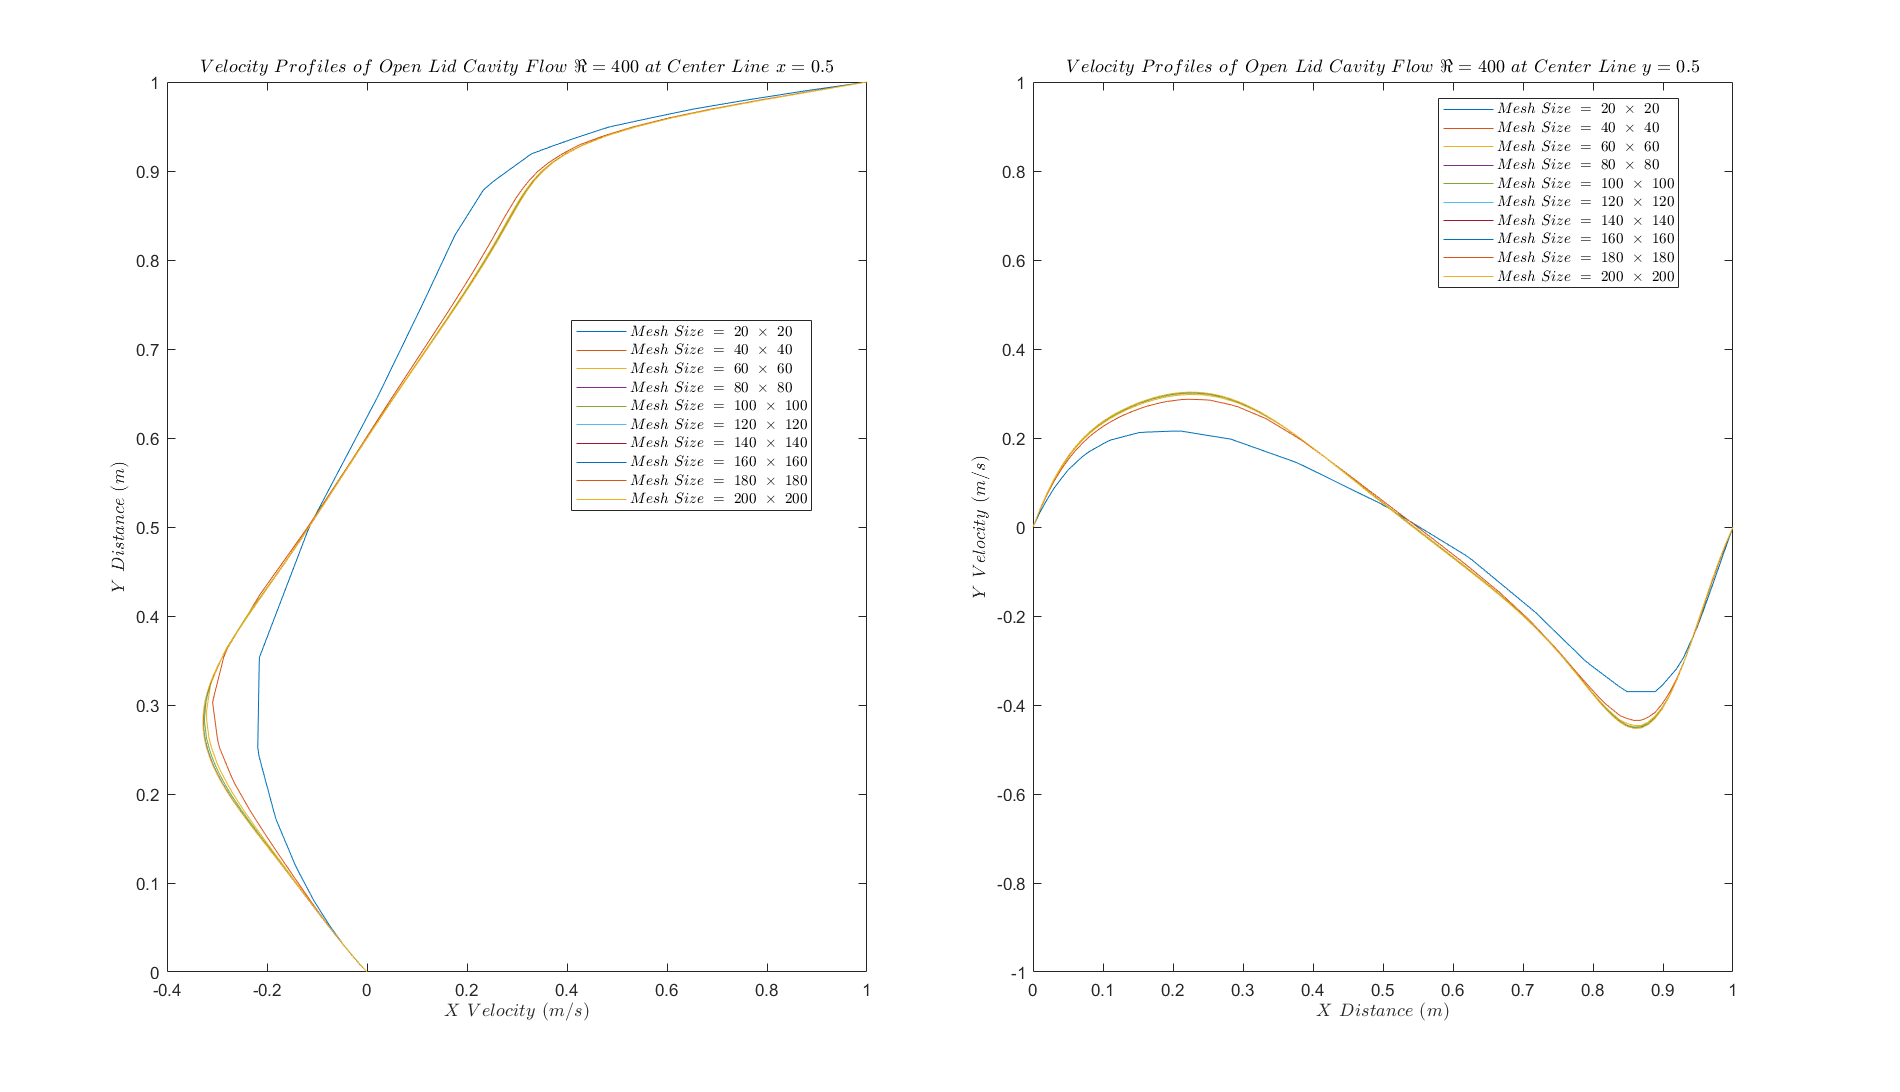 Velocity Profiles of Open Lid Cavity Flow ℜ = 400 at Center Line x = 0.5
1
0.9
0.8
0.7
0.6
0.5
0.4
0.3
0.2
0.1
0
Y Distance (m)
Mesh Size = 20 × 20
Mesh Size = 40 × 40
Mesh Size = 60 × 60
Mesh Size = 80 × 80
Mesh Size = 100 × 100
Mesh Size = 120 × 120
Mesh Size = 140 × 140
Mesh Size = 160 × 160
Mesh Size = 180 × 180
Mesh Size = 200 × 200
-0.4 -0.2 0 0.2 0.4 0.6 0.8 1
X Velocity (m/s)
Velocity Profiles of Open Lid Cavity Flow ℜ = 400 at Center Line y = 0.5
1
0.8
0.6
0.4
0.2
0
-0.2
-0.4
-0.6
-0.8
-1
Y Velocity (m/s)
Mesh Size = 20 × 20
Mesh Size = 40 × 40
Mesh Size = 60 × 60
Mesh Size = 80 × 80
Mesh Size = 100 × 100
Mesh Size = 120 × 120
Mesh Size = 140 × 140
Mesh Size = 160 × 160
Mesh Size = 180 × 180
Mesh Size = 200 × 200
0 0.1 0.2 0.3 0.4 0.5 0.6 0.7 0.8 0.9 1
X Distance (m)